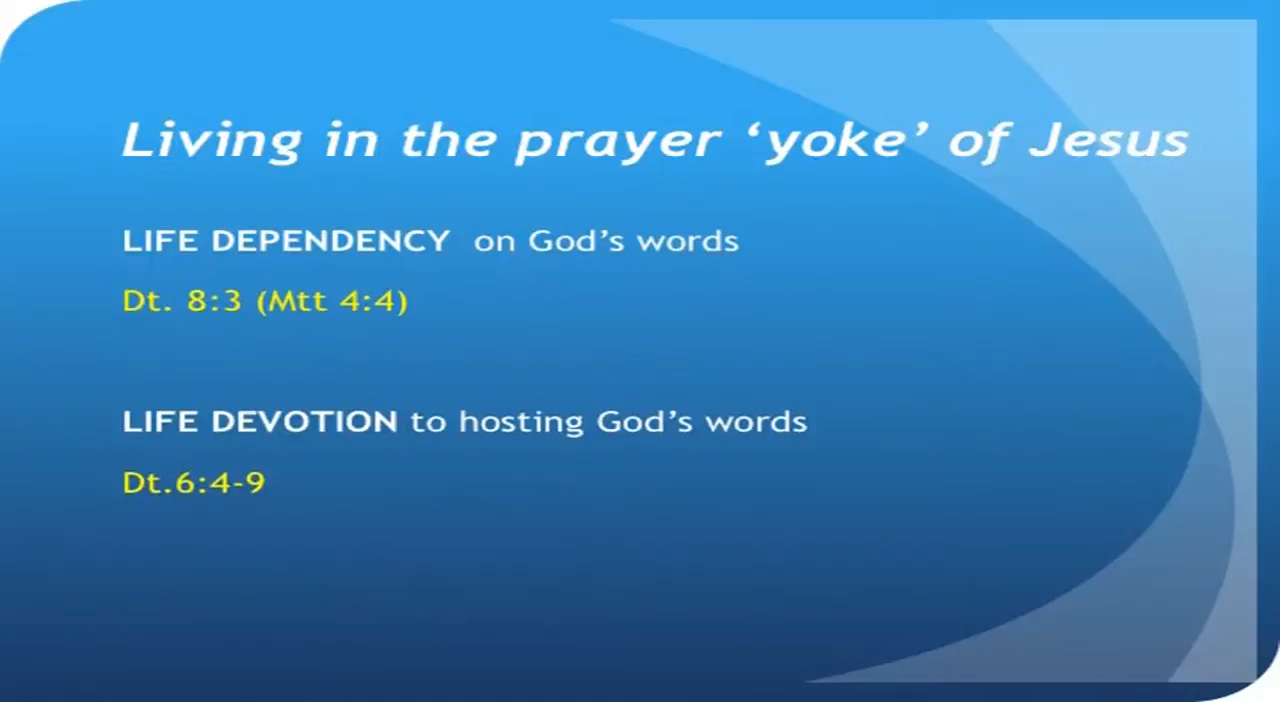 Living in the prayer ‘yoke’ of Jesus
LIFE DEPENDENCY on God’s words
Dt. 8:3 (Mtt 4:4)
LIFE DEVOTION to hosting God’s words
Dt.6:4-9